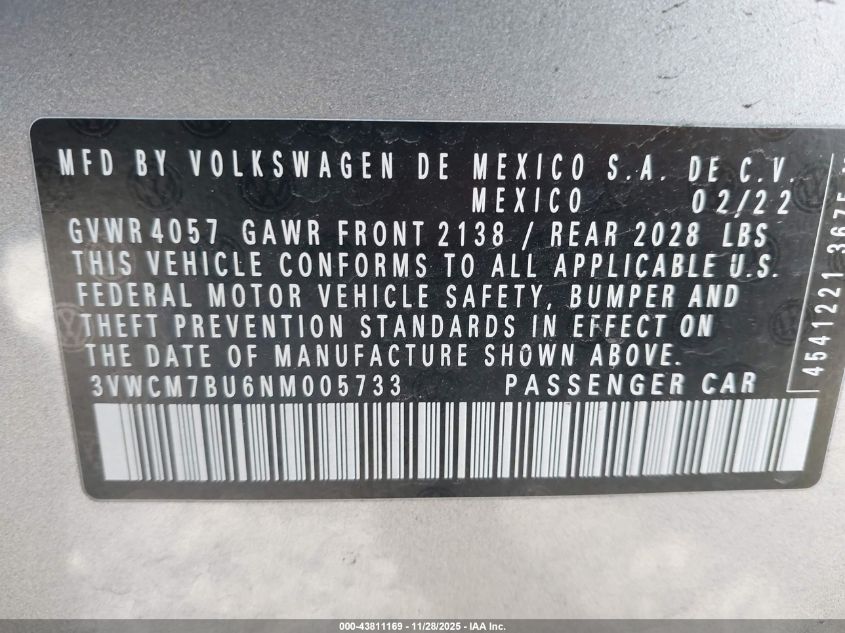 MFD BY VOLKSWAGEN DE MEXICO S.A. DE C.V.
MEXICO 02/22
GVWR 4057 GAWR FRONT 2138 / REAR 2028 LBS
THIS VEHICLE CONFORMS TO ALL APPLICABLE U.S.
FEDERAL MOTOR VEHICLE SAFETY, BUMPER AND
THEFT PREVENTION STANDARDS IN EFFECT ON
THE DATE OF MANUFACTURE SHOWN ABOVE.
3VWCM7BU6NM005733 PASSENGER CAR
4541221 3675
000-43811169 - 11/28/2025 - IAA Inc.